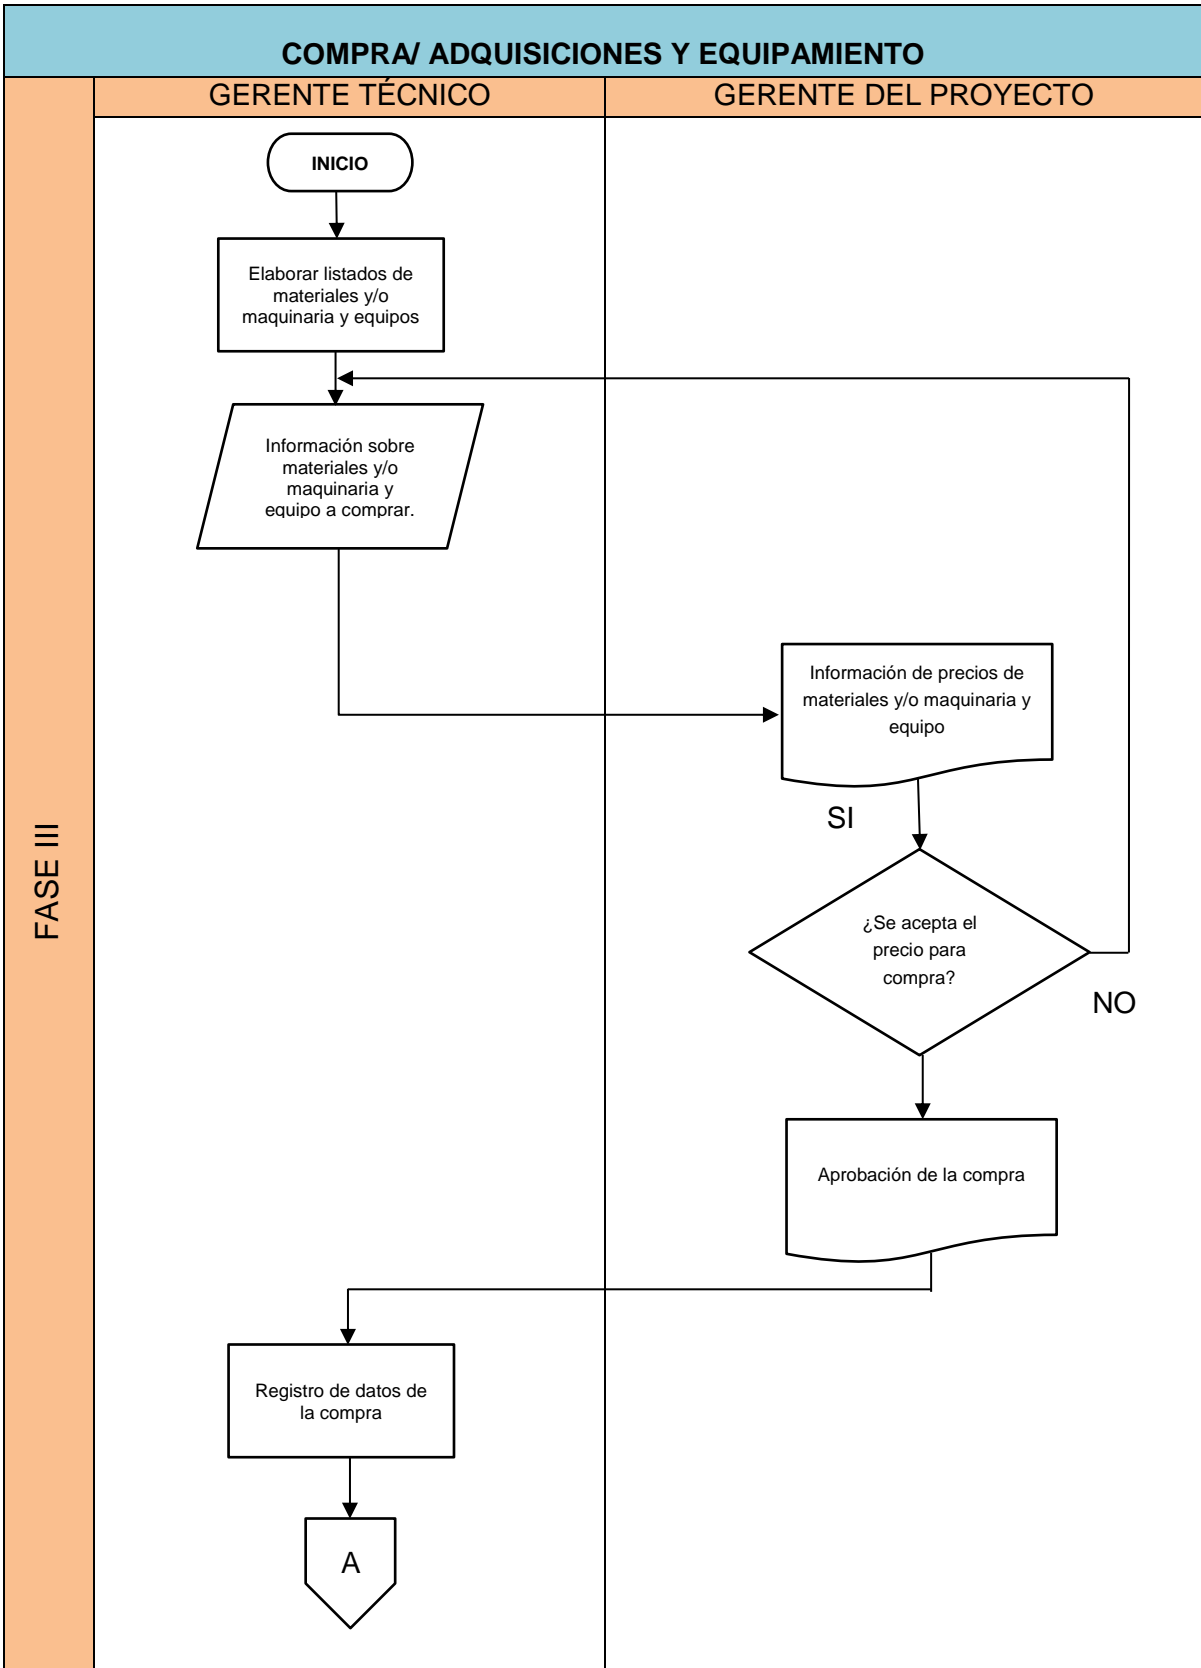 COMPRA/ ADQUISICIONES Y EQUIPAMIENTO
GERENTE TÉCNICO
GERENTE DEL PROYECTO
FASE III
INICIO
Elaborar listados de
materiales y/o
maquinaria y equipos
Información sobre
materiales y/o
maquinaria y
equipo a comprar.
Información de precios de
materiales y/o maquinaria y
equipo
SI
¿Se acepta el
precio para
compra?
NO
Aprobación de la compra
Registro de datos de
la compra
A